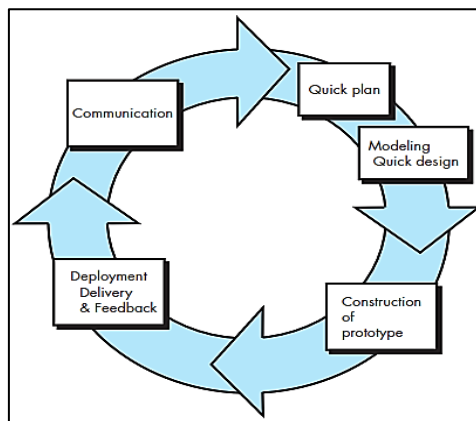 Communication
Quick plan
Modeling
Quick design
Construction
of
prototype
Deployment
Delivery
& Feedback